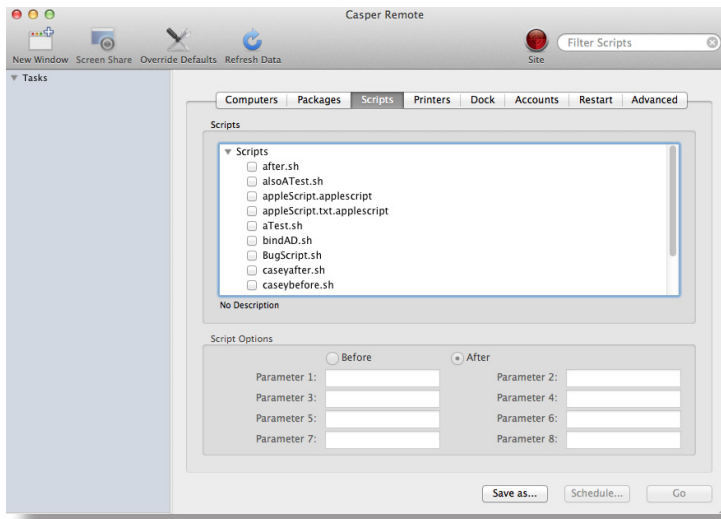 Casper Remote
New Window Screen Share Override Defaults Refresh Data Site Filter Scripts
Tasks
Computers Packages Scripts Printers Dock Accounts Restart Advanced
Scripts
Scripts
after.sh
alsoATest.sh
appleScript.applescript
appleScript.txt.applescript
aTest.sh
bindAD.sh
BugScript.sh
caseyafter.sh
caseybefore.sh
No Description
Script Options
Before After
Parameter 1: Parameter 2:
Parameter 3: Parameter 4:
Parameter 5: Parameter 6:
Parameter 7: Parameter 8:
Save as... Schedule... Go